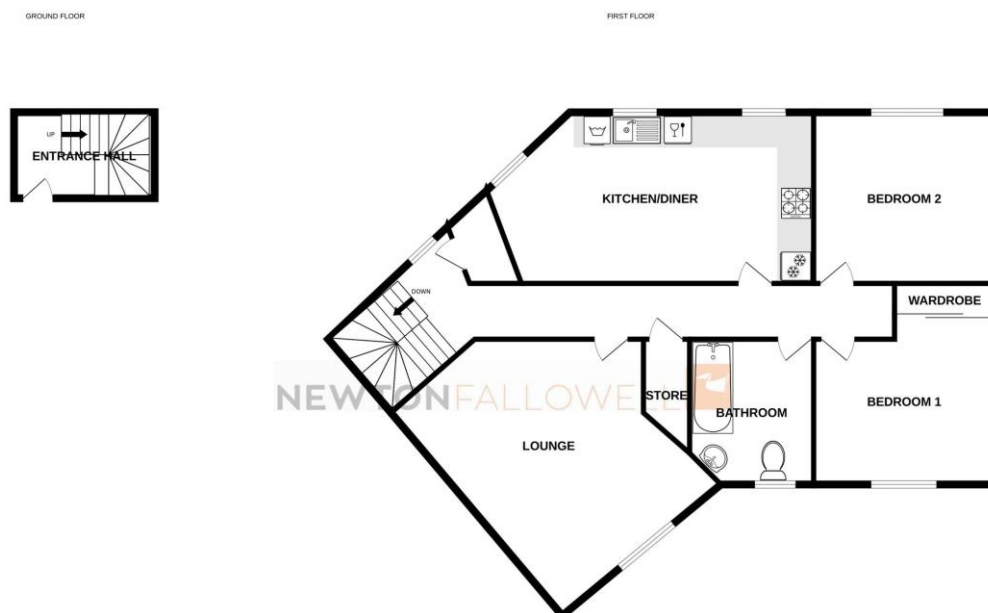 GROUND FLOOR
FIRST FLOOR
UP
ENTRANCE HALL
KITCHEN/DINER
BEDROOM 2
DOWN
WARDROBE
NEWTONFALLOWELL
STORE
BATHROOM
BEDROOM 1
LOUNGE